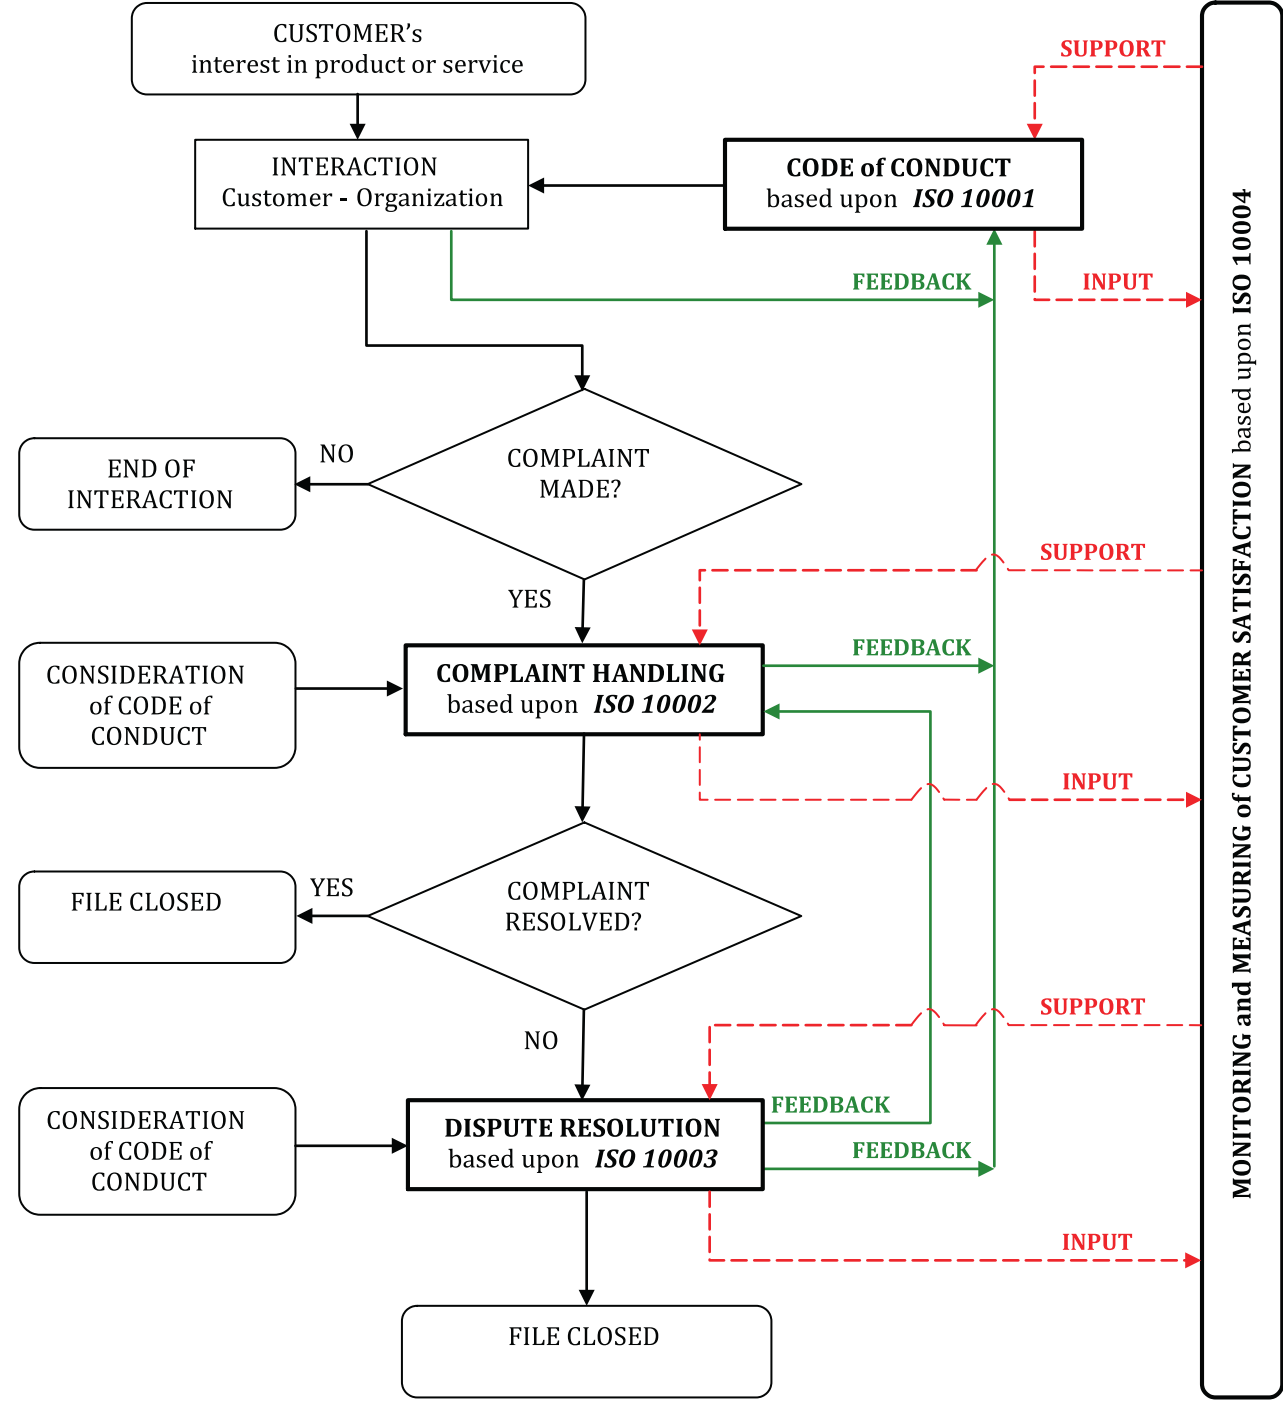 CUSTOMER's
interest in product or service
SUPPORT
INTERACTION
Customer - Organization
CODE of CONDUCT
based upon ISO 10001
FEEDBACK
INPUT
COMPLAINT
MADE?
NO
END OF
INTERACTION
YES
SUPPORT
CONSIDERATION
of CODE of
CONDUCT
COMPLAINT HANDLING
based upon ISO 10002
FEEDBACK
INPUT
COMPLAINT
RESOLVED?
YES
FILE CLOSED
NO
SUPPORT
CONSIDERATION
of CODE of
CONDUCT
DISPUTE RESOLUTION
based upon ISO 10003
FEEDBACK
FEEDBACK
INPUT
FILE CLOSED
MONITORING and MEASURING of CUSTOMER SATISFACTION based upon ISO 10004